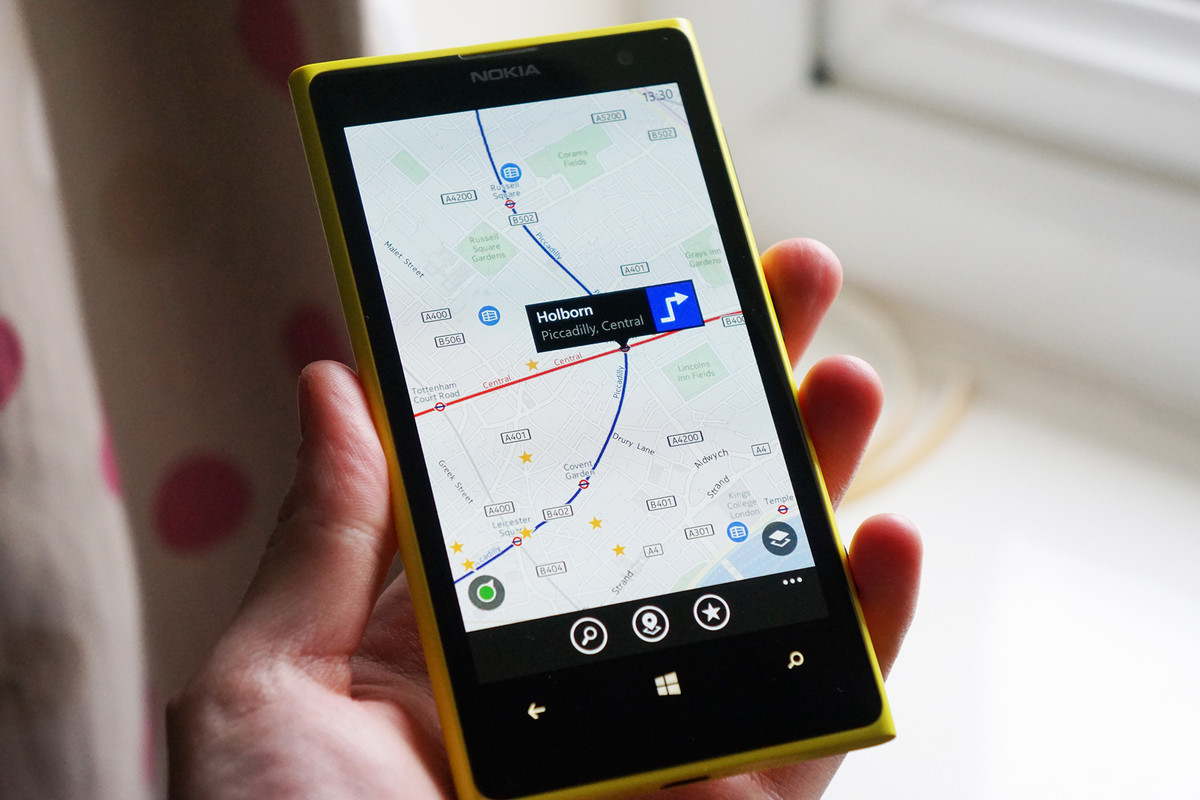 NOKIA
13:30
A5200
B502
Corams
Fields
Russell
Square
A4200
B502
Russell
Square
Gardens
Piccadilly
Malet Street
Grays Inn
Gardens
A401
A400
Holborn
Piccadilly, Central
B506
Central
Central
Lincolns
Inn Fields
Tottenham
Court Road
Piccadilly
A401
Drury Lane
A4200
A4
Aldwych
Greek Street
Covent
Garden
Strand
Kings
College
London
Temple
A400
B402
B401
Leicester
A301
A4
B404
Strand